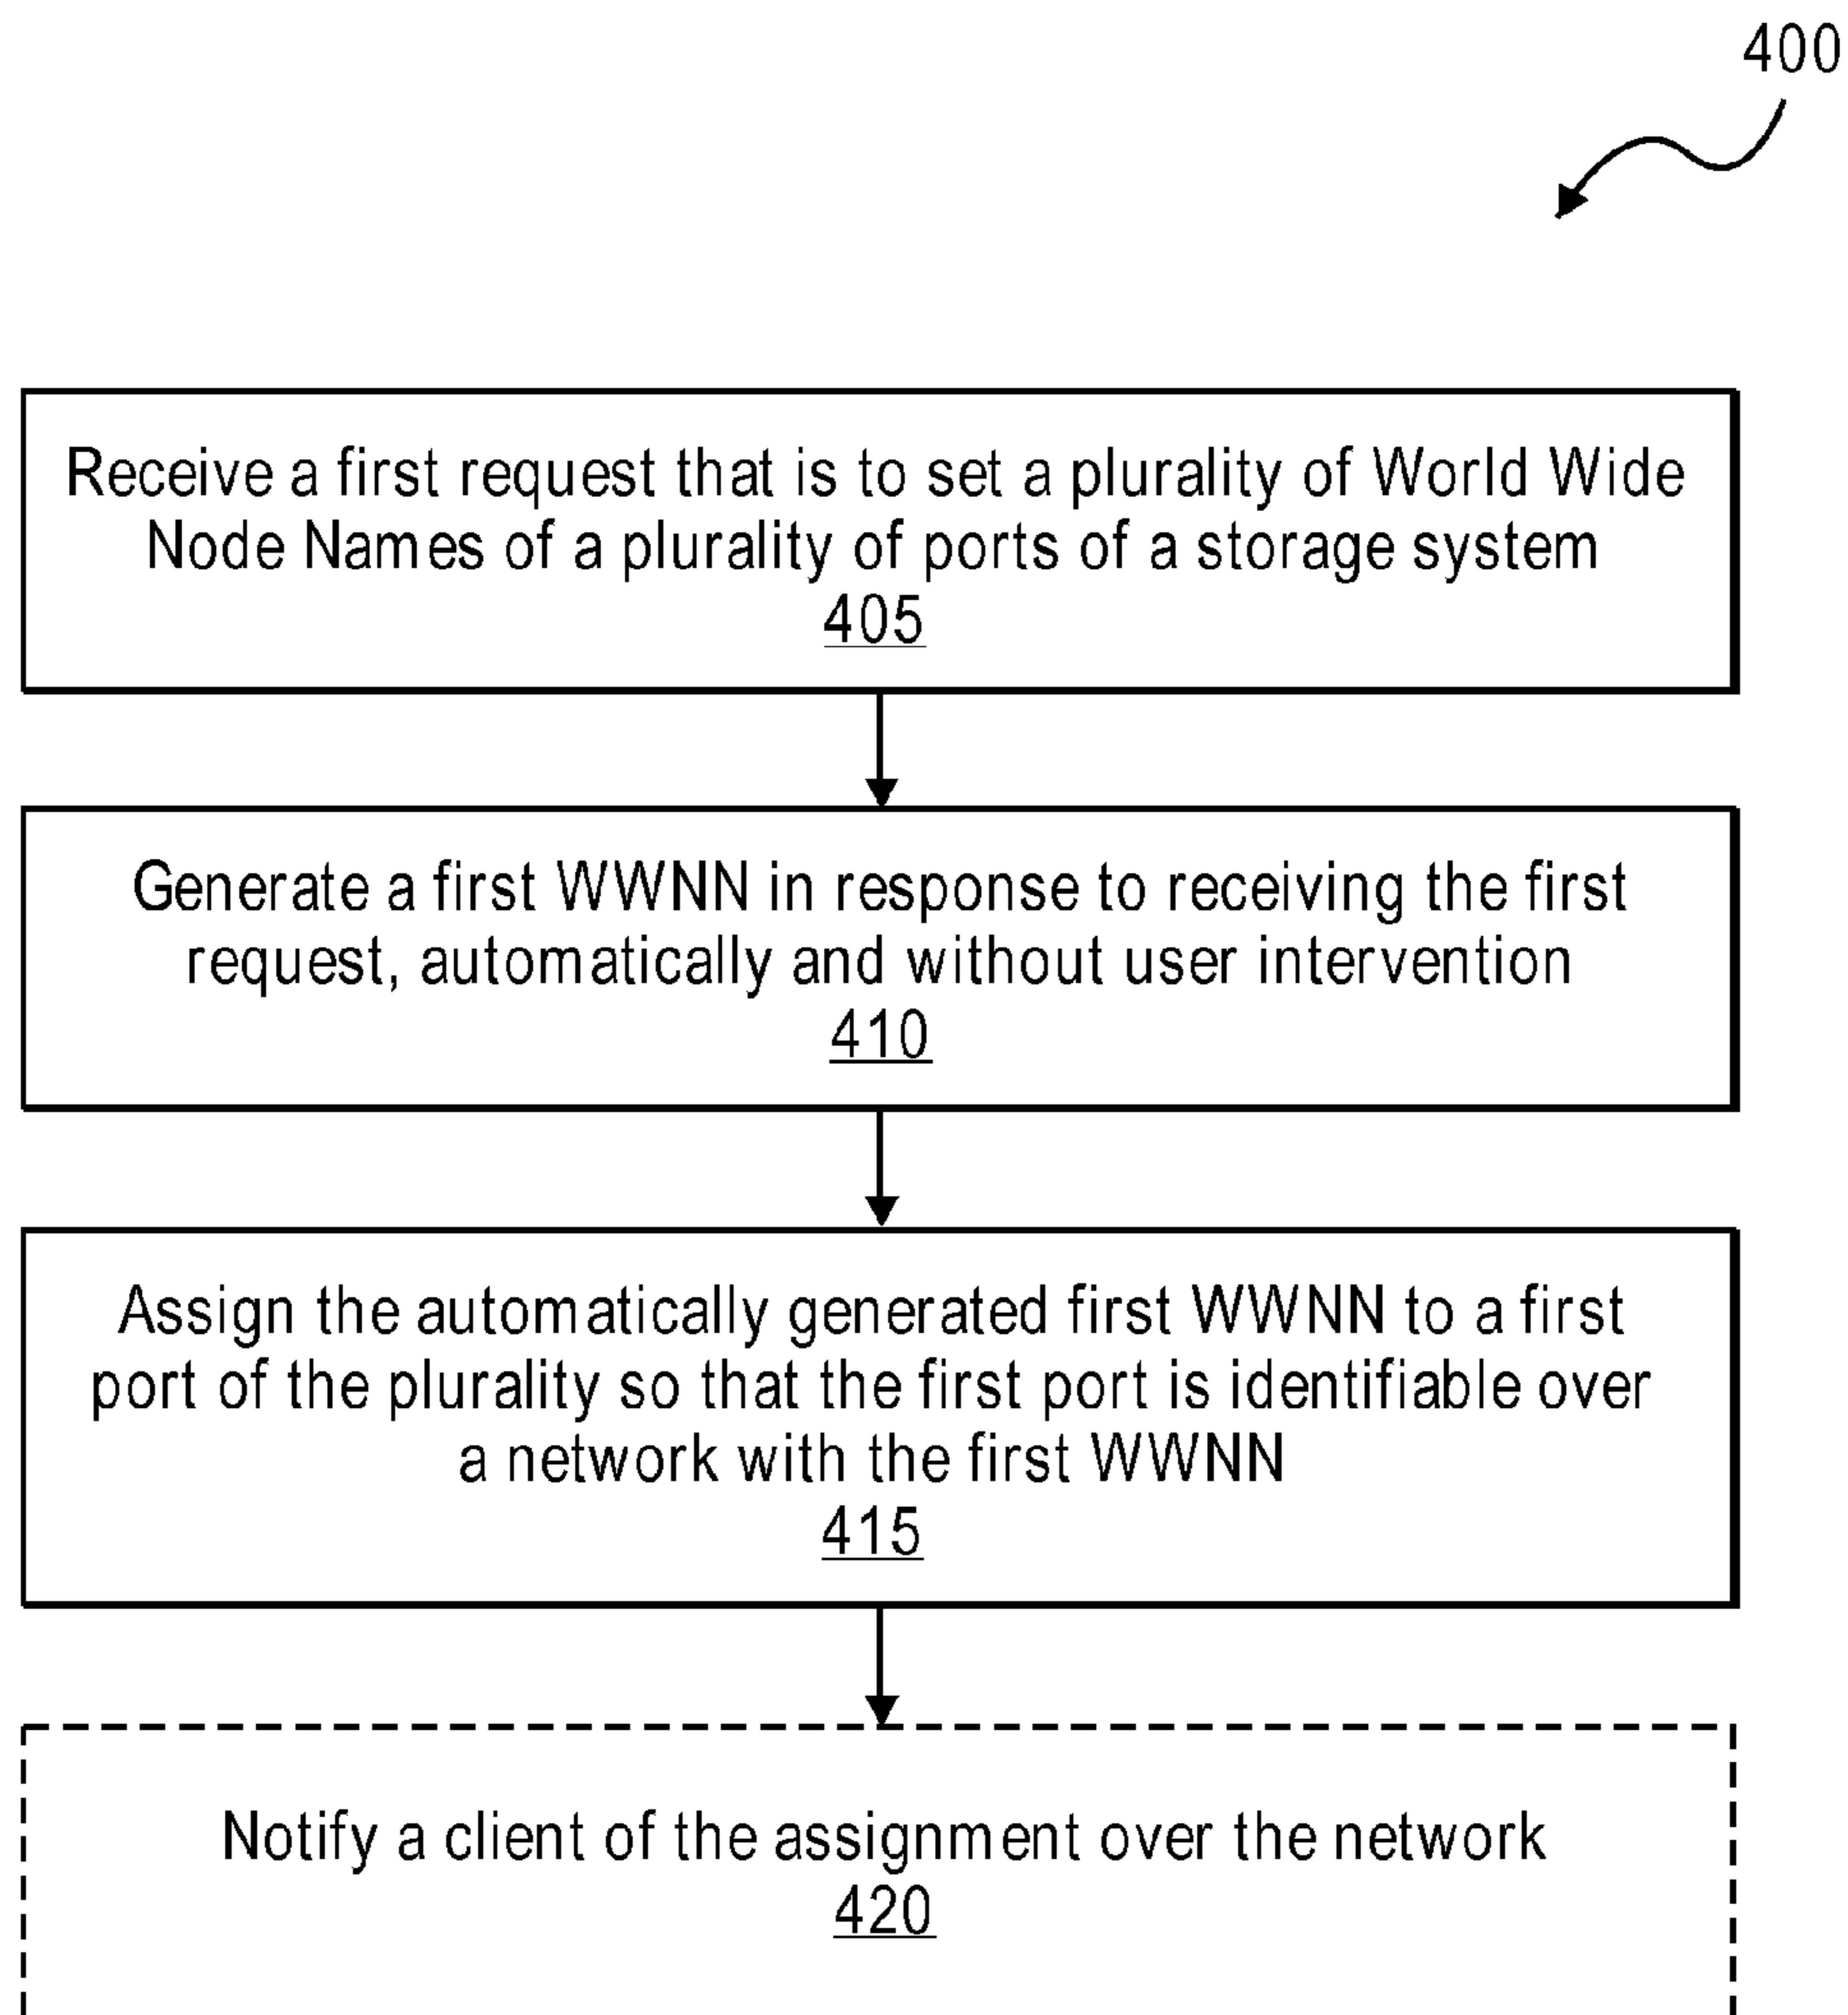 400
Receive a first request that is to set a plurality of World Wide
Node Names of a plurality of ports of a storage system
405
Generate a first WWNN in response to receiving the first
request, automatically and without user intervention
410
Assign the automatically generated first WWNN to a first
port of the plurality so that the first port is identifiable over
a network with the first WWNN
415
Notify a client of the assignment over the network
420